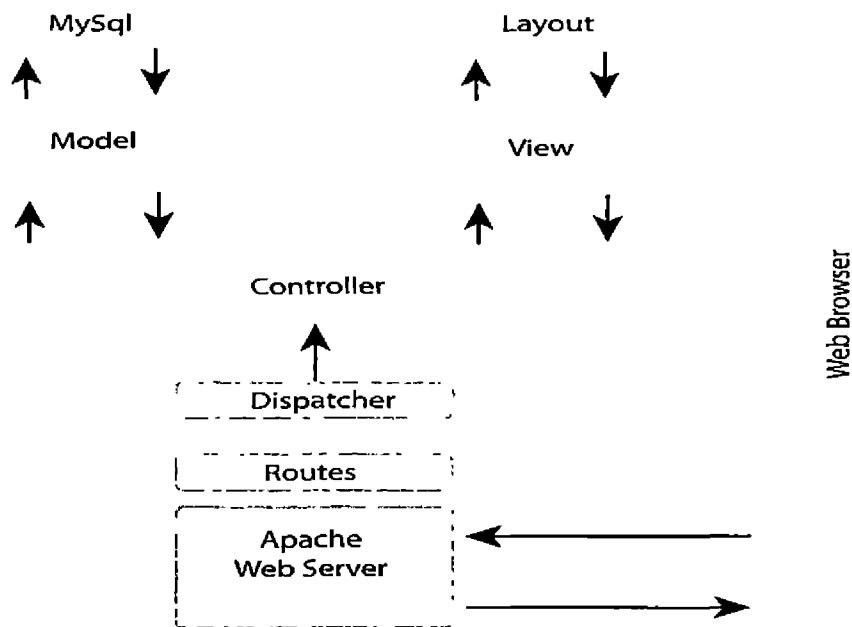 MySql
Layout
Model
View
Controller
Web Browser
Dispatcher
Routes
Apache
Web Server